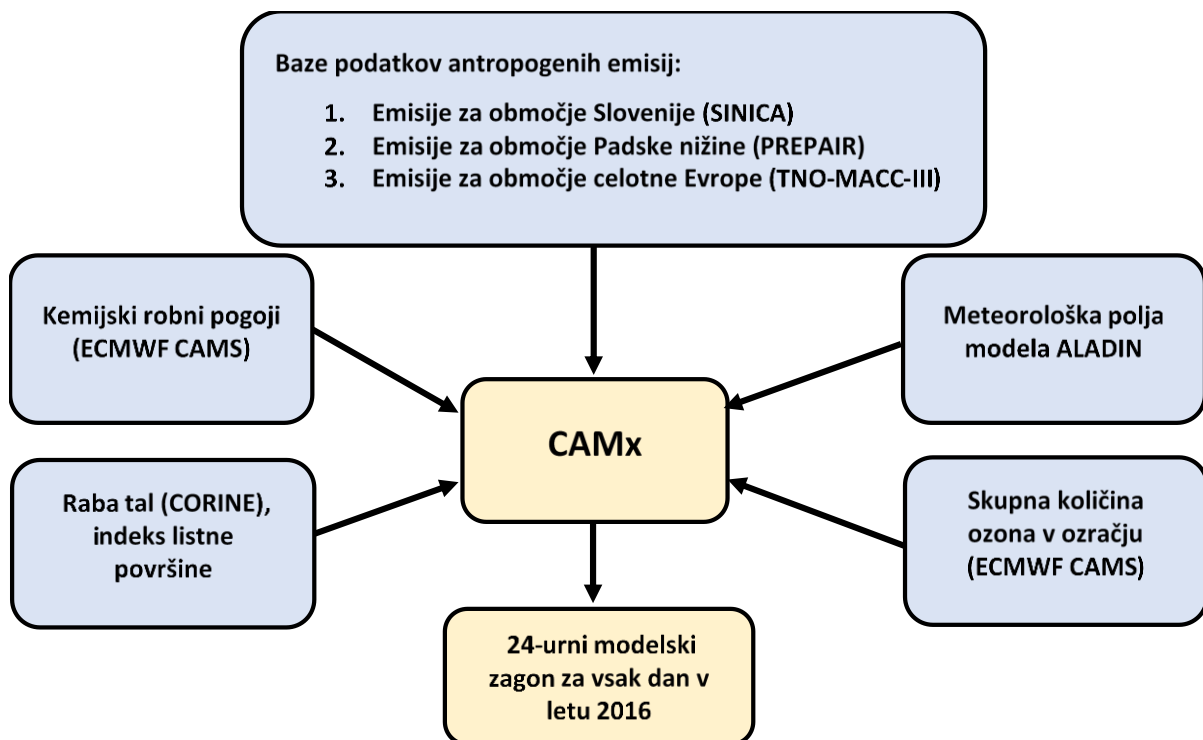 Baze podatkov antropogenih emisij:
1. Emisije za območje Slovenije (SINICA)
2. Emisije za območje Padske nižine (PREPAIR)
3. Emisije za območje celotne Evrope (TNO-MACC-III)
Kemijski robni pogoji
(ECMWF CAMS)
Meteorološka polja
modela ALADIN
CAMx
Raba tal (CORINE),
indeks listne
površine
Skupna količina
ozona v ozračju
(ECMWF CAMS)
24-urni modelski
zagon za vsak dan v
letu 2016